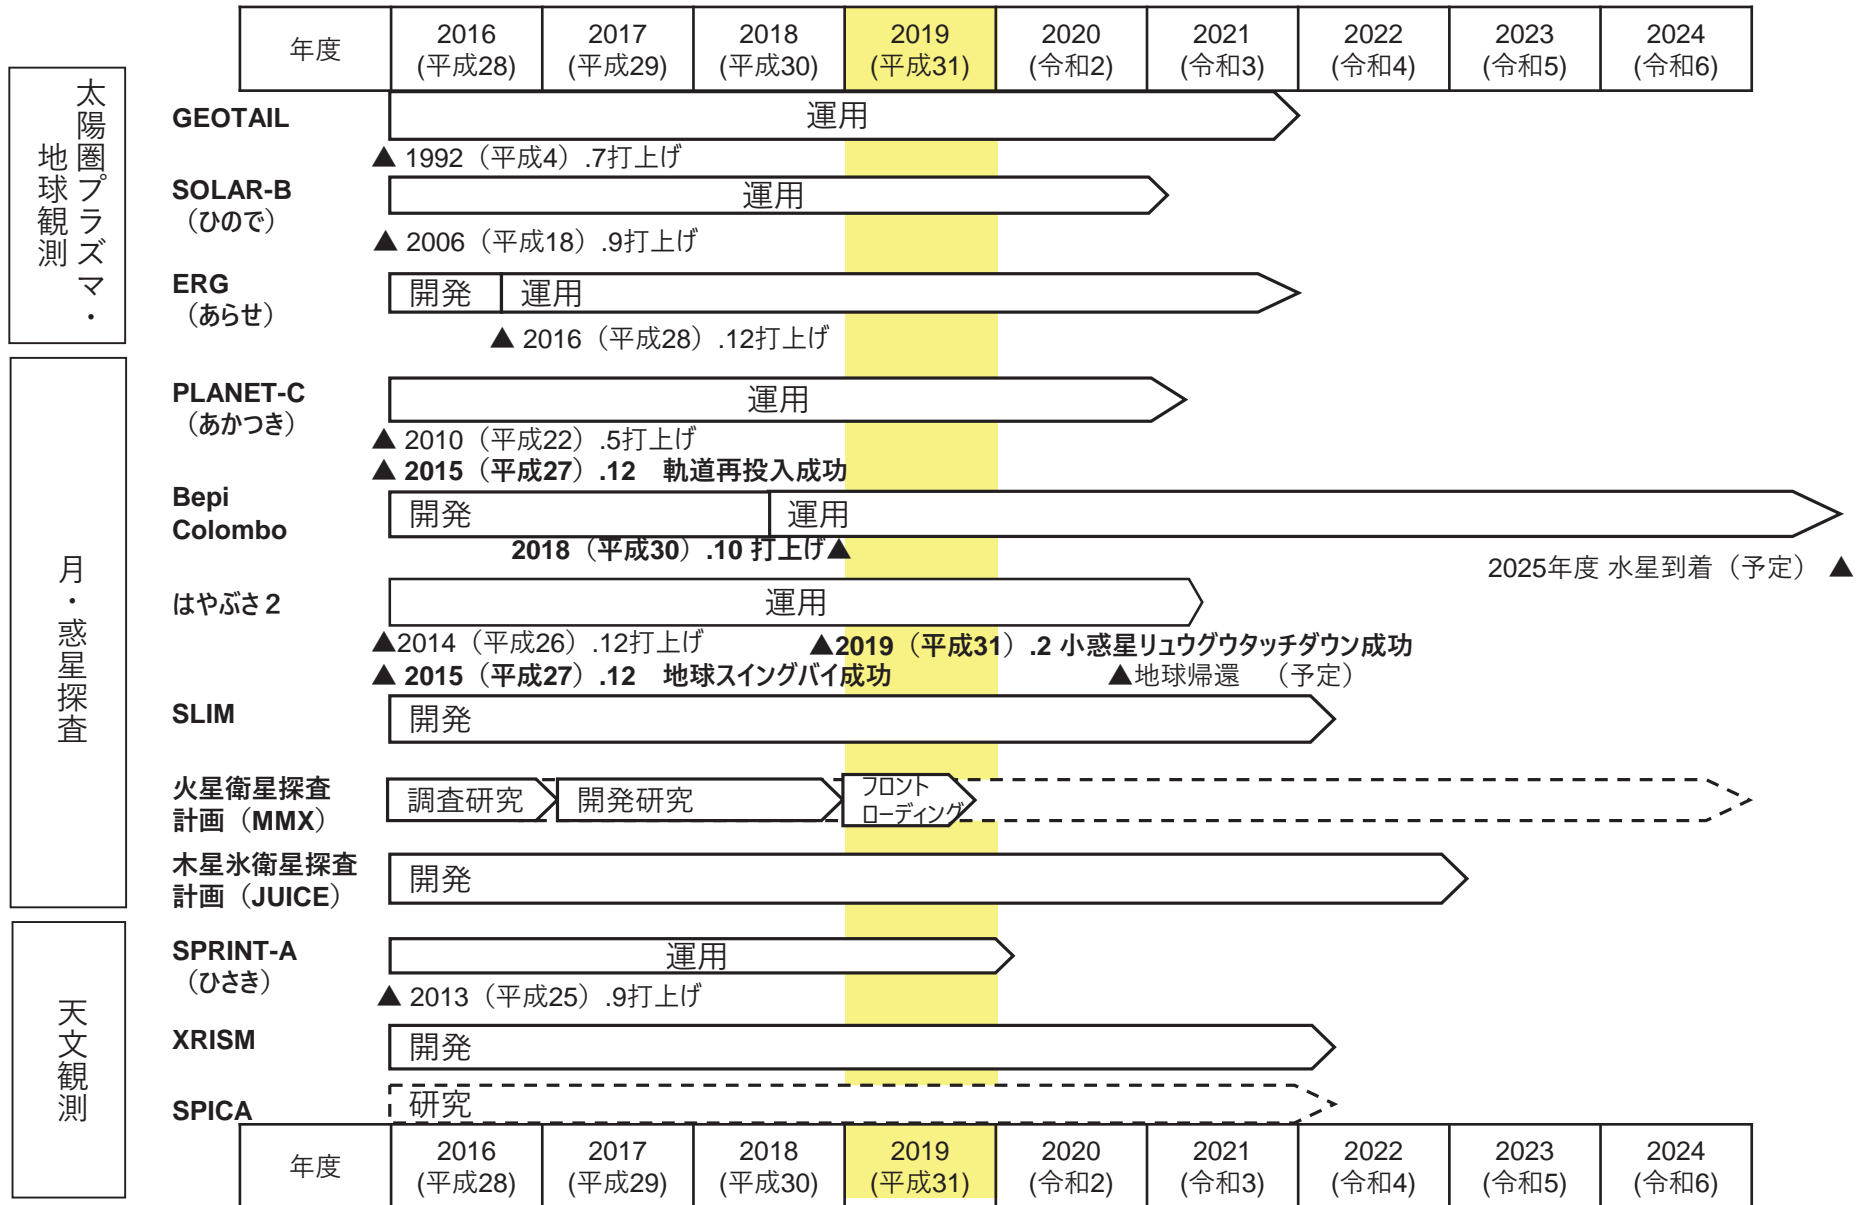 年度
2016
(平成28)
2017
(平成29)
2018
(平成30)
2019
(平成31)
2020
(令和2)
2021
(令和3)
2022
(令和4)
2023
(令和5)
2024
(令和6)
太陽圏プラズマ・
地球観測
GEOTAIL
運用
▲ 1992（平成4）.7打上げ
SOLAR-B
（ひので）
運用
▲ 2006（平成18）.9打上げ
ERG
（あらせ）
開発
運用
▲ 2016（平成28）.12打上げ
月・惑星探査
PLANET-C
（あかつき）
運用
▲ 2010（平成22）.5打上げ
▲ 2015（平成27）.12　軌道再投入成功
Bepi
Colombo
開発
運用
2018（平成30）.10 打上げ▲
2025年度 水星到着（予定） ▲
はやぶさ２
運用
▲2014（平成26）.12打上げ
▲2019（平成31）.2 小惑星リュウグウタッチダウン成功
▲ 2015（平成27）.12　地球スイングバイ成功
▲地球帰還　（予定）
SLIM
開発
火星衛星探査
計画（MMX）
調査研究
開発研究
フロント
ローディング
木星氷衛星探査
計画（JUICE）
開発
天文観測
SPRINT-A
（ひさき）
運用
▲ 2013（平成25）.9打上げ
XRISM
開発
SPICA
研究
年度
2016
(平成28)
2017
(平成29)
2018
(平成30)
2019
(平成31)
2020
(令和2)
2021
(令和3)
2022
(令和4)
2023
(令和5)
2024
(令和6)